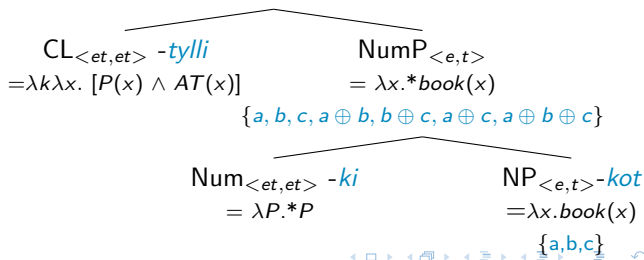 CL<et,et> -tylli NumP<e,t>
=λkλx. [P(x) ∧ AT(x)] = λx.*book(x)
{a, b, c, a ⊕ b, b ⊕ c, a ⊕ c, a ⊕ b ⊕ c}
Num<et,et> -ki NP<e,t>-kot
= λP.*P =λx.book(x)
{a,b,c}